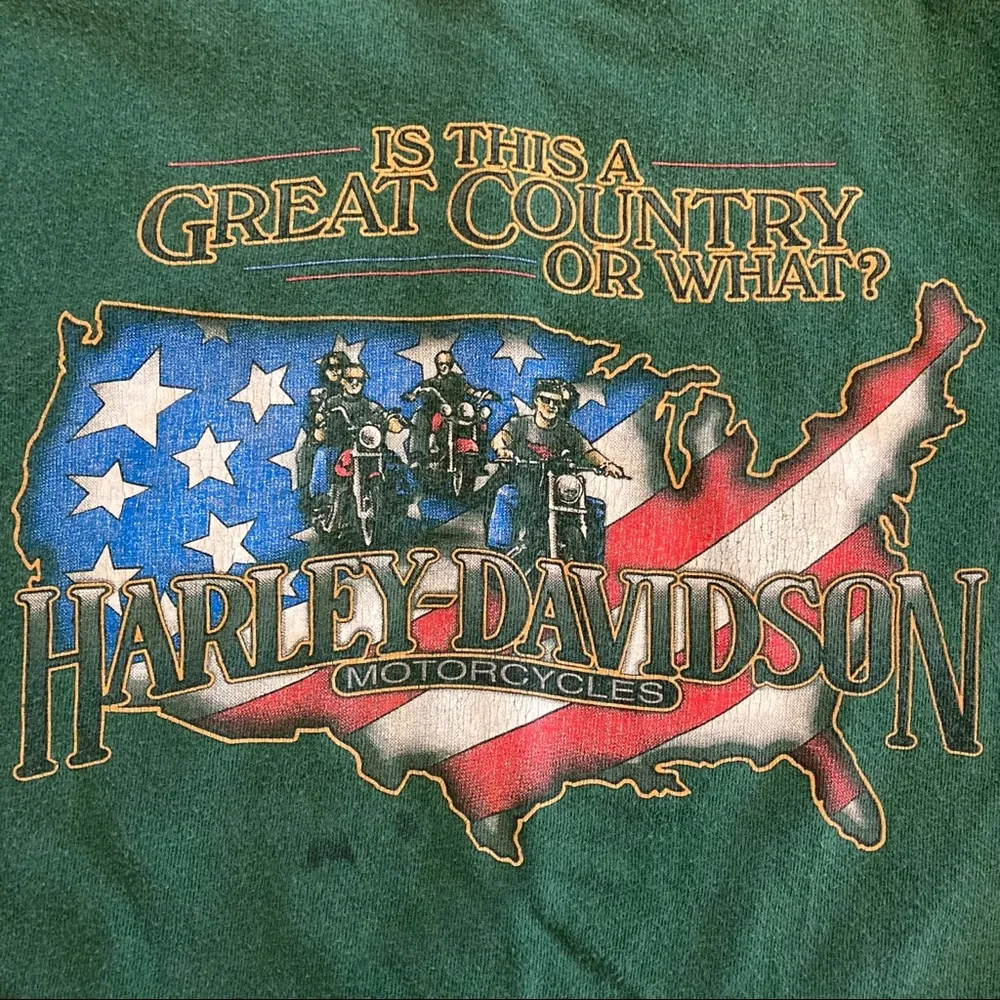 IS THIS A
GREAT COUNTRY
OR WHAT?
HARLEY-DAVIDSON
MOTORCYCLES